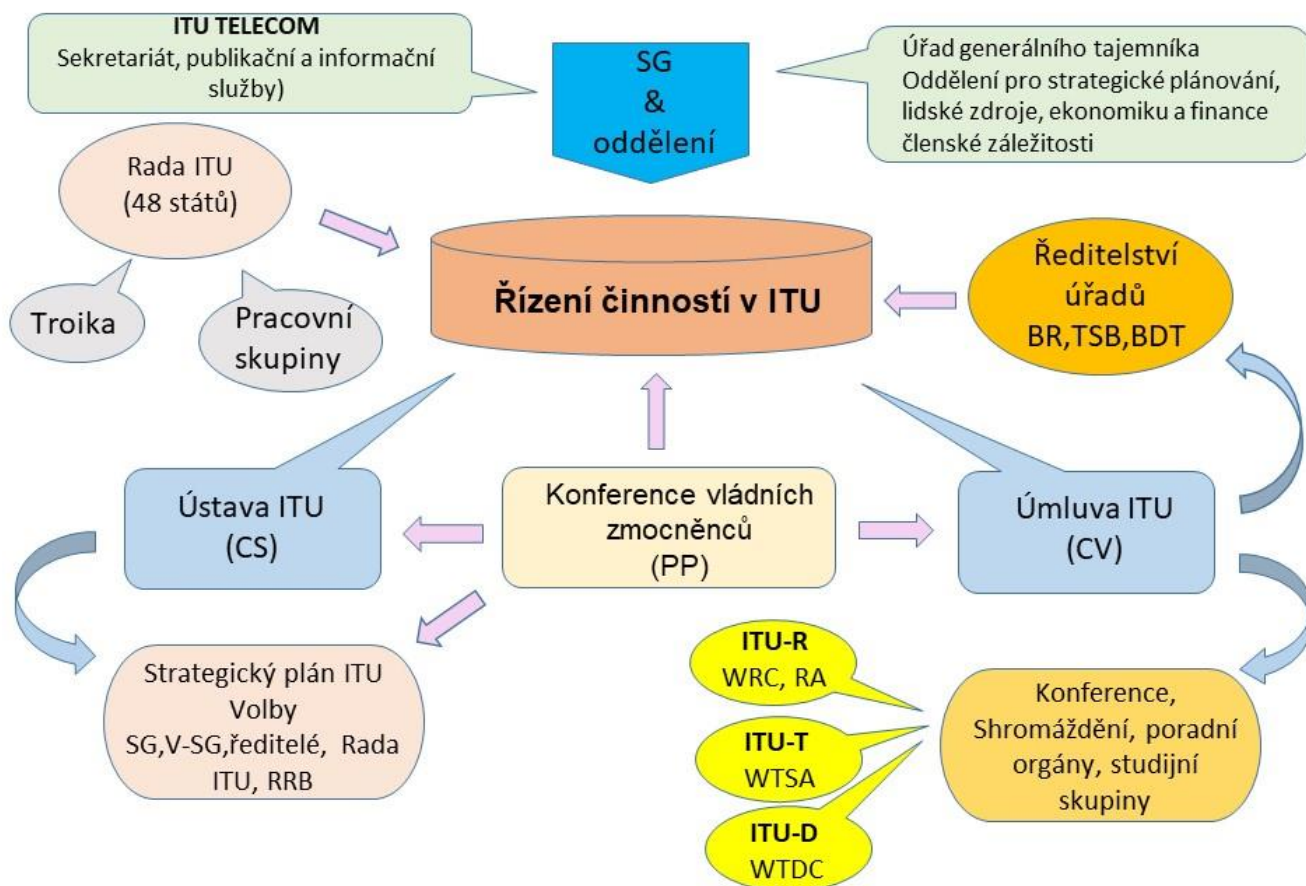 ITU TELECOM
Sekretariát, publikační a informační
služby)
SG
&
oddělení
Úřad generálního tajemníka
Oddělení pro strategické plánování,
lidské zdroje, ekonomiku a finance
členské záležitosti
Rada ITU
(48 států)
Troika
Pracovní
skupiny
Řízení činností v ITU
Ředitelství
úřadů
BR,TSB,BDT
Ústava ITU
(CS)
Konference vládních
zmocněnců
(PP)
Úmluva ITU
(CV)
Strategický plán ITU
Volby
SG,V-SG,ředitelé, Rada
ITU, RRB
ITU-R
WRC, RA
ITU-T
WTSA
ITU-D
WTDC
Konference,
Shromáždění, poradní
orgány, studijní
skupiny